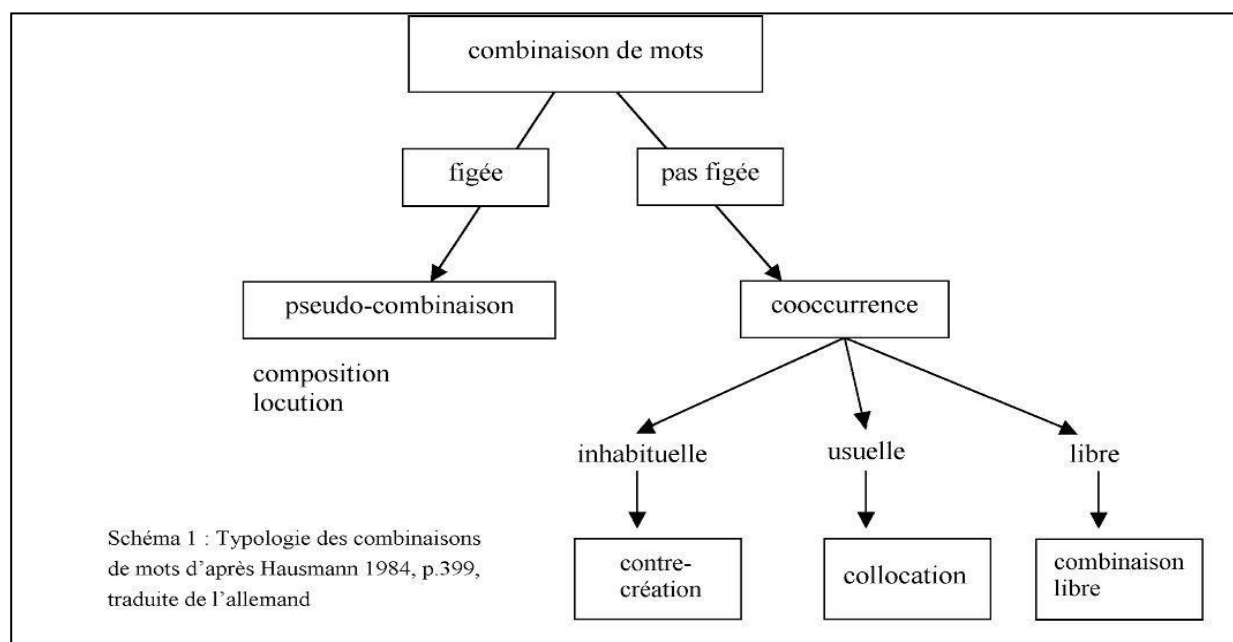 combinaison de mots
figée
pas figée
pseudo-combinaison
cooccurrence
composition
locution
inhabituelle
usuelle
libre
Schéma 1 : Typologie des combinaisons
de mots d'après Hausmann 1984, p.399,
traduite de l'allemand
contre-
création
collocation
combinaison
libre